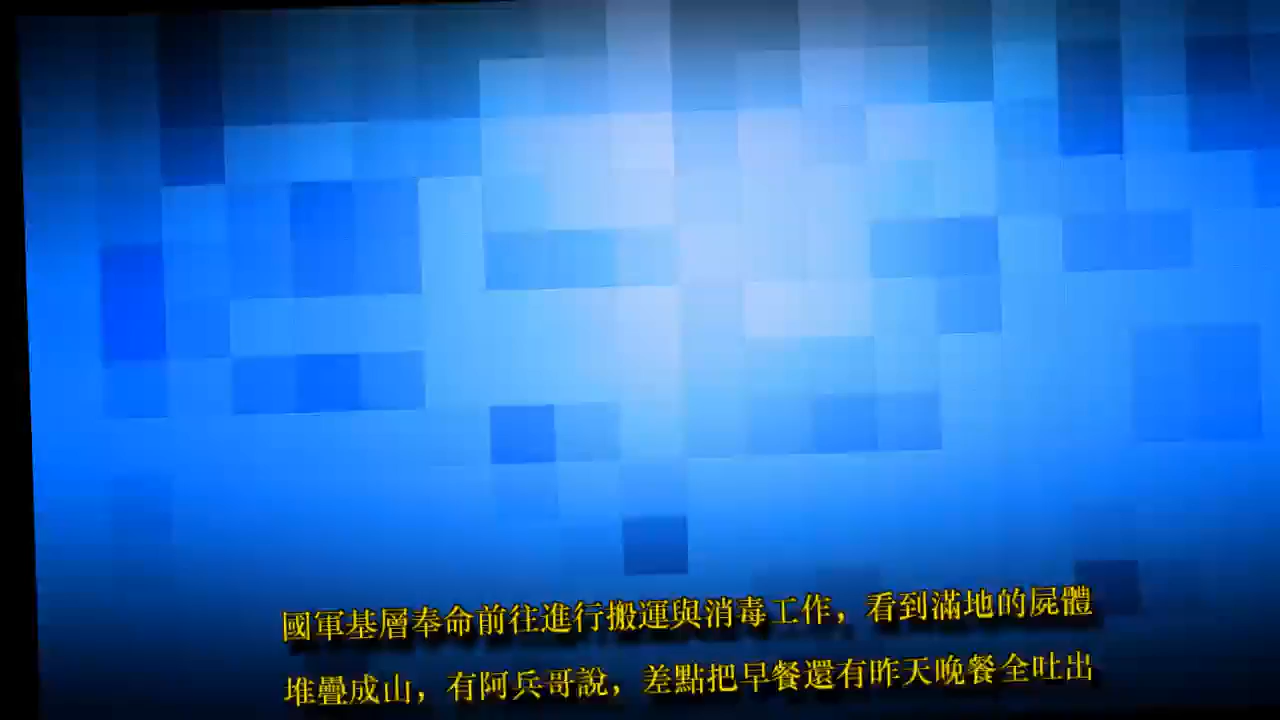 國軍基層奉命前往進行搬運與消毒工作，看到滿地的屍體
堆疊成山，有阿兵哥說，差點把早餐還有昨天晚餐全吐出